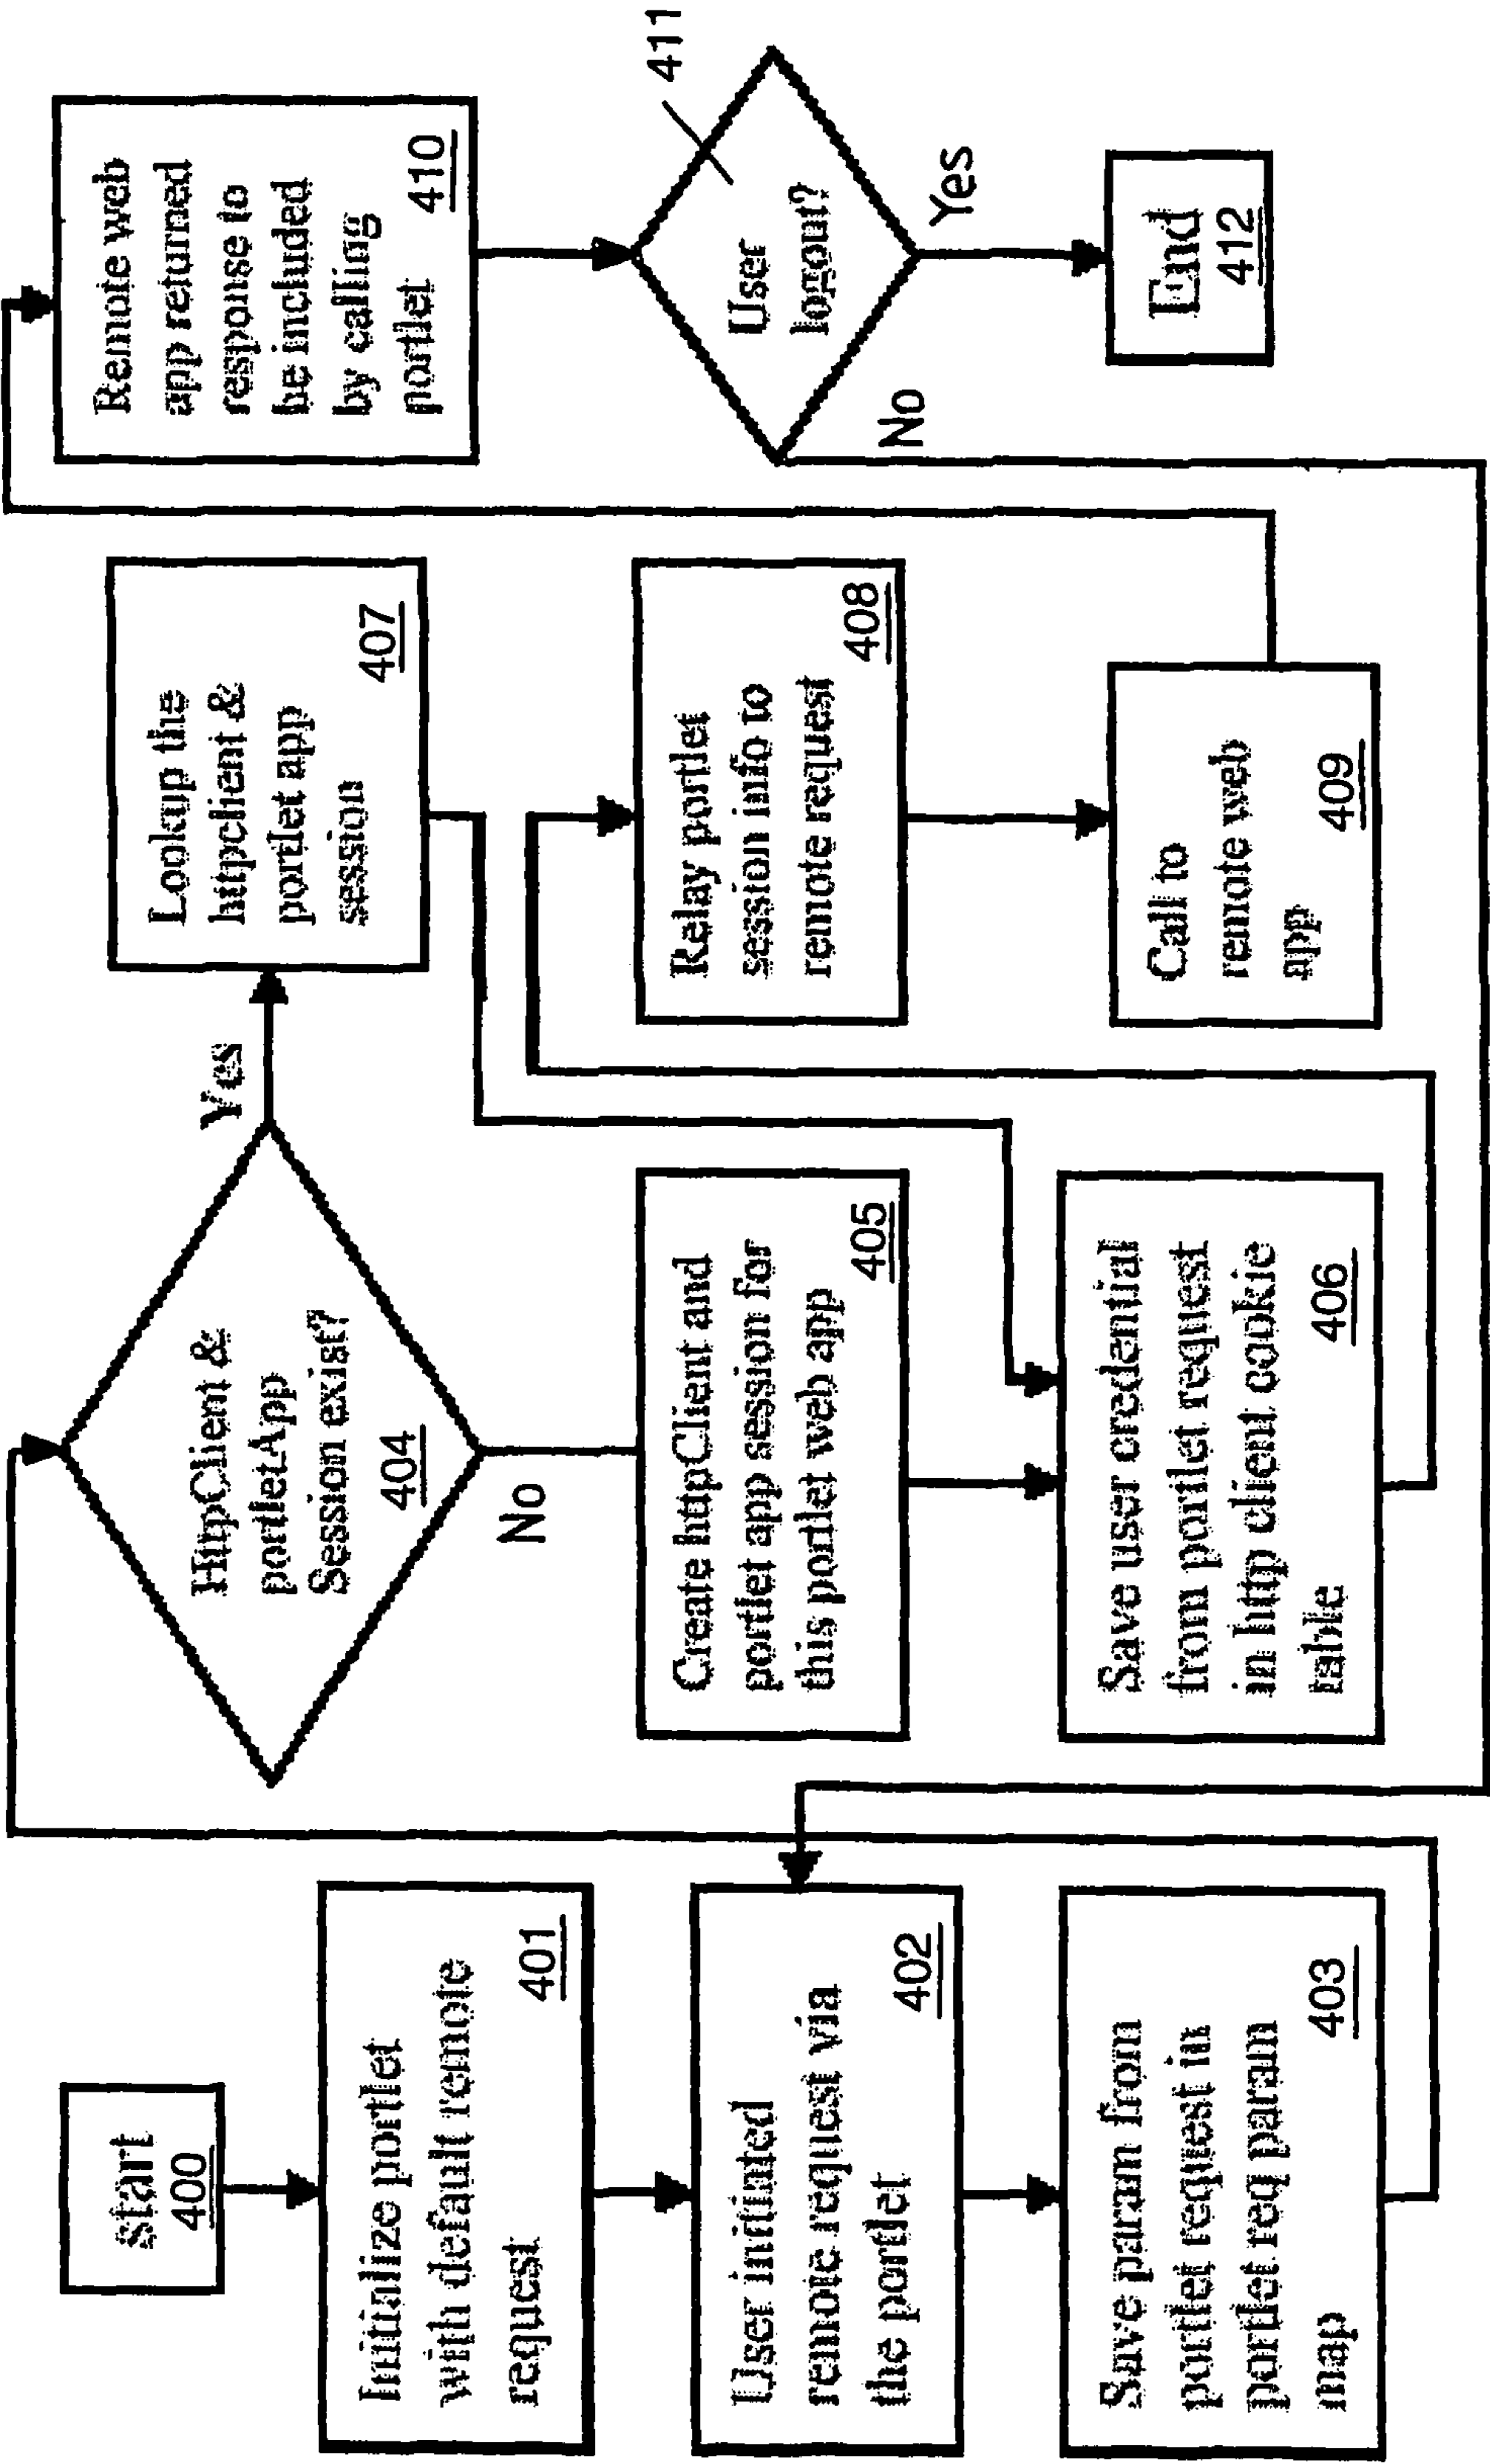 start
400
Initialize portlet
with default remote
request
401
User initiated
remote request via
the portlet
402
Save param from
portlet request in
portlet req param
map
403
HttpClient &
portletApp
Session exist?
404
Yes
No
Create httpClient and
portlet app session for
this portlet web app
405
Save user credential
from portlet request
in http client cookie
table
406
Lookup the
httpclient &
portlet app
session
407
Relay portlet
session info to
remote request
408
Call to
remote web
app
409
Remote web
app returned
response to
be included
by calling
portlet
410
411
User
logout?
No
Yes
End
412